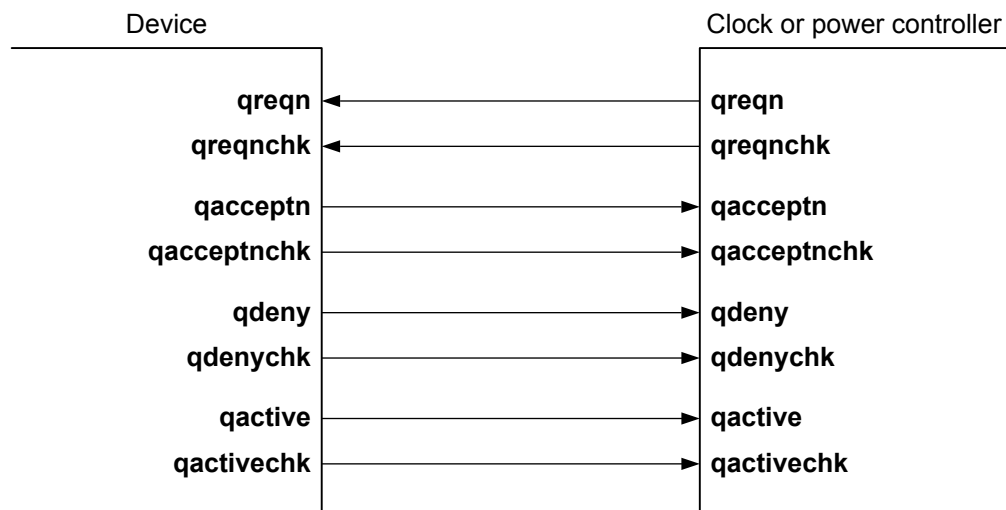 Device Clock or power controller
qreqn qreqn
qreqnchk qreqnchk
qacceptn qacceptn
qacceptnchk qacceptnchk
qdeny qdeny
qdenychk qdenychk
qactive qactive
qactivechk qactivechk